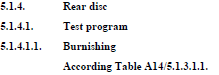 5.1.4. Rear disc
5.1.4.1. Test program
5.1.4.1.1. Burnishing
According Table A14/5.1.3.1.1.